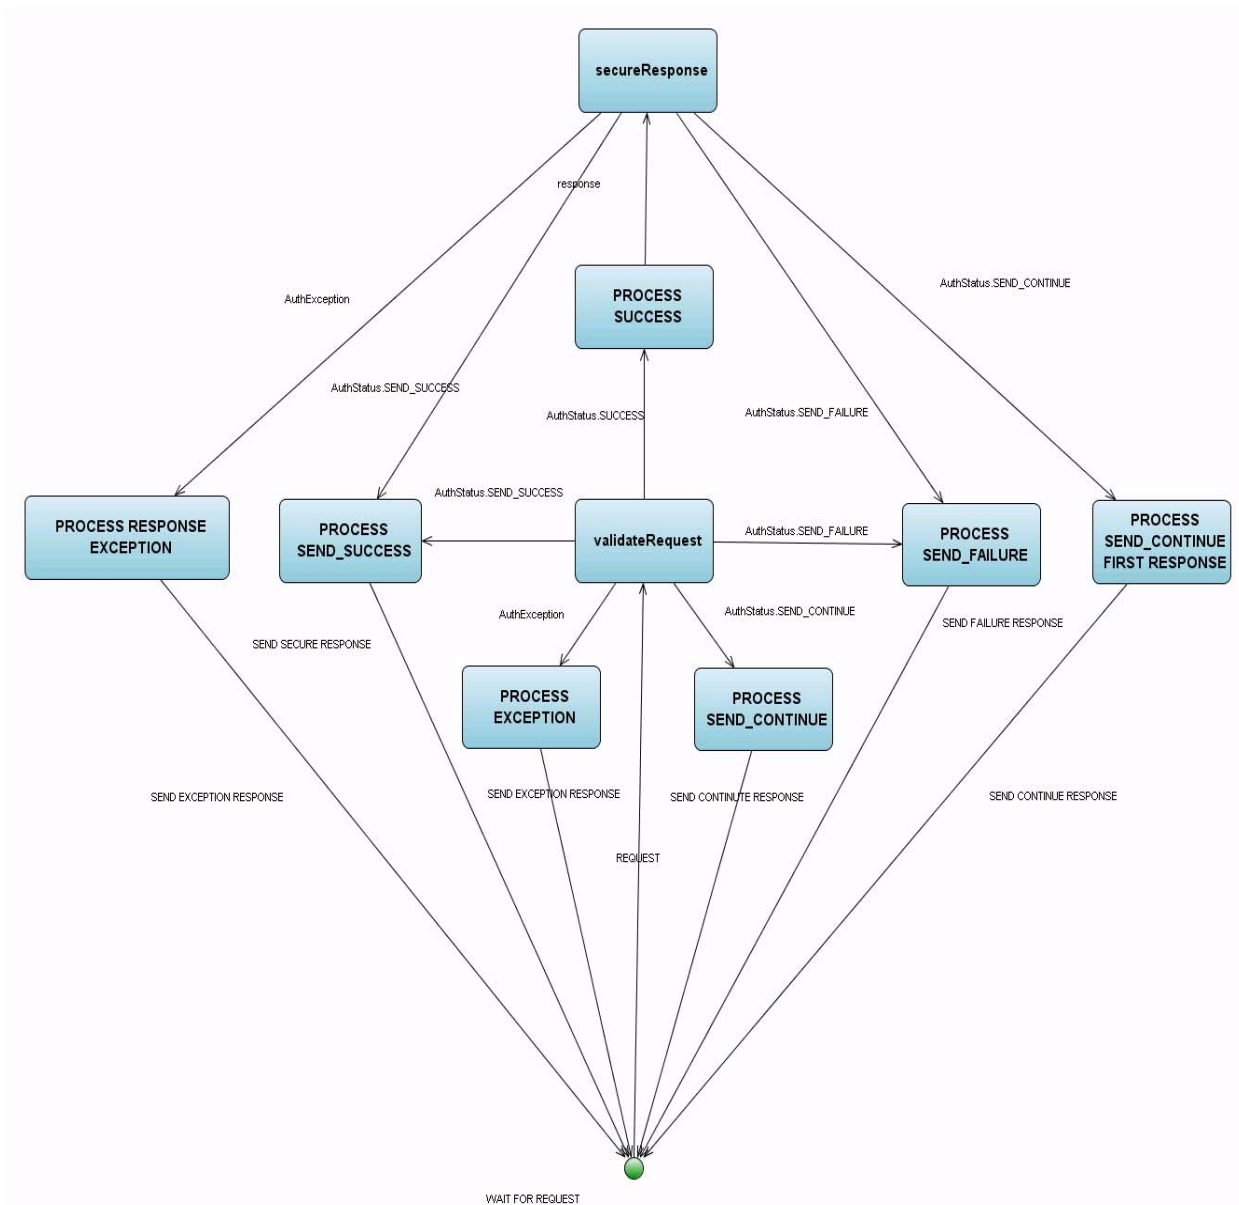 secureResponse
response
PROCESS
SUCCESS
AuthStatus.SEND_CONTINUE
AuthException
AuthStatus.SEND_SUCCESS
AuthStatus.SUCCESS
AuthStatus.SEND_FAILURE
AuthStatus.SEND_SUCCESS
PROCESS RESPONSE
EXCEPTION
PROCESS
SEND_SUCCESS
validateRequest
AuthStatus.SEND_FAILURE
PROCESS
SEND_FAILURE
PROCESS
SEND_CONTINUE
FIRST RESPONSE
AuthException
AuthStatus.SEND_CONTINUE
SEND FAILURE RESPONSE
SEND SECURE RESPONSE
PROCESS
EXCEPTION
PROCESS
SEND_CONTINUE
SEND EXCEPTION RESPONSE
SEND EXCEPTION RESPONSE
SEND CONTINUTE RESPONSE
SEND CONTINUE RESPONSE
REQUEST
WAIT FOR REQUEST